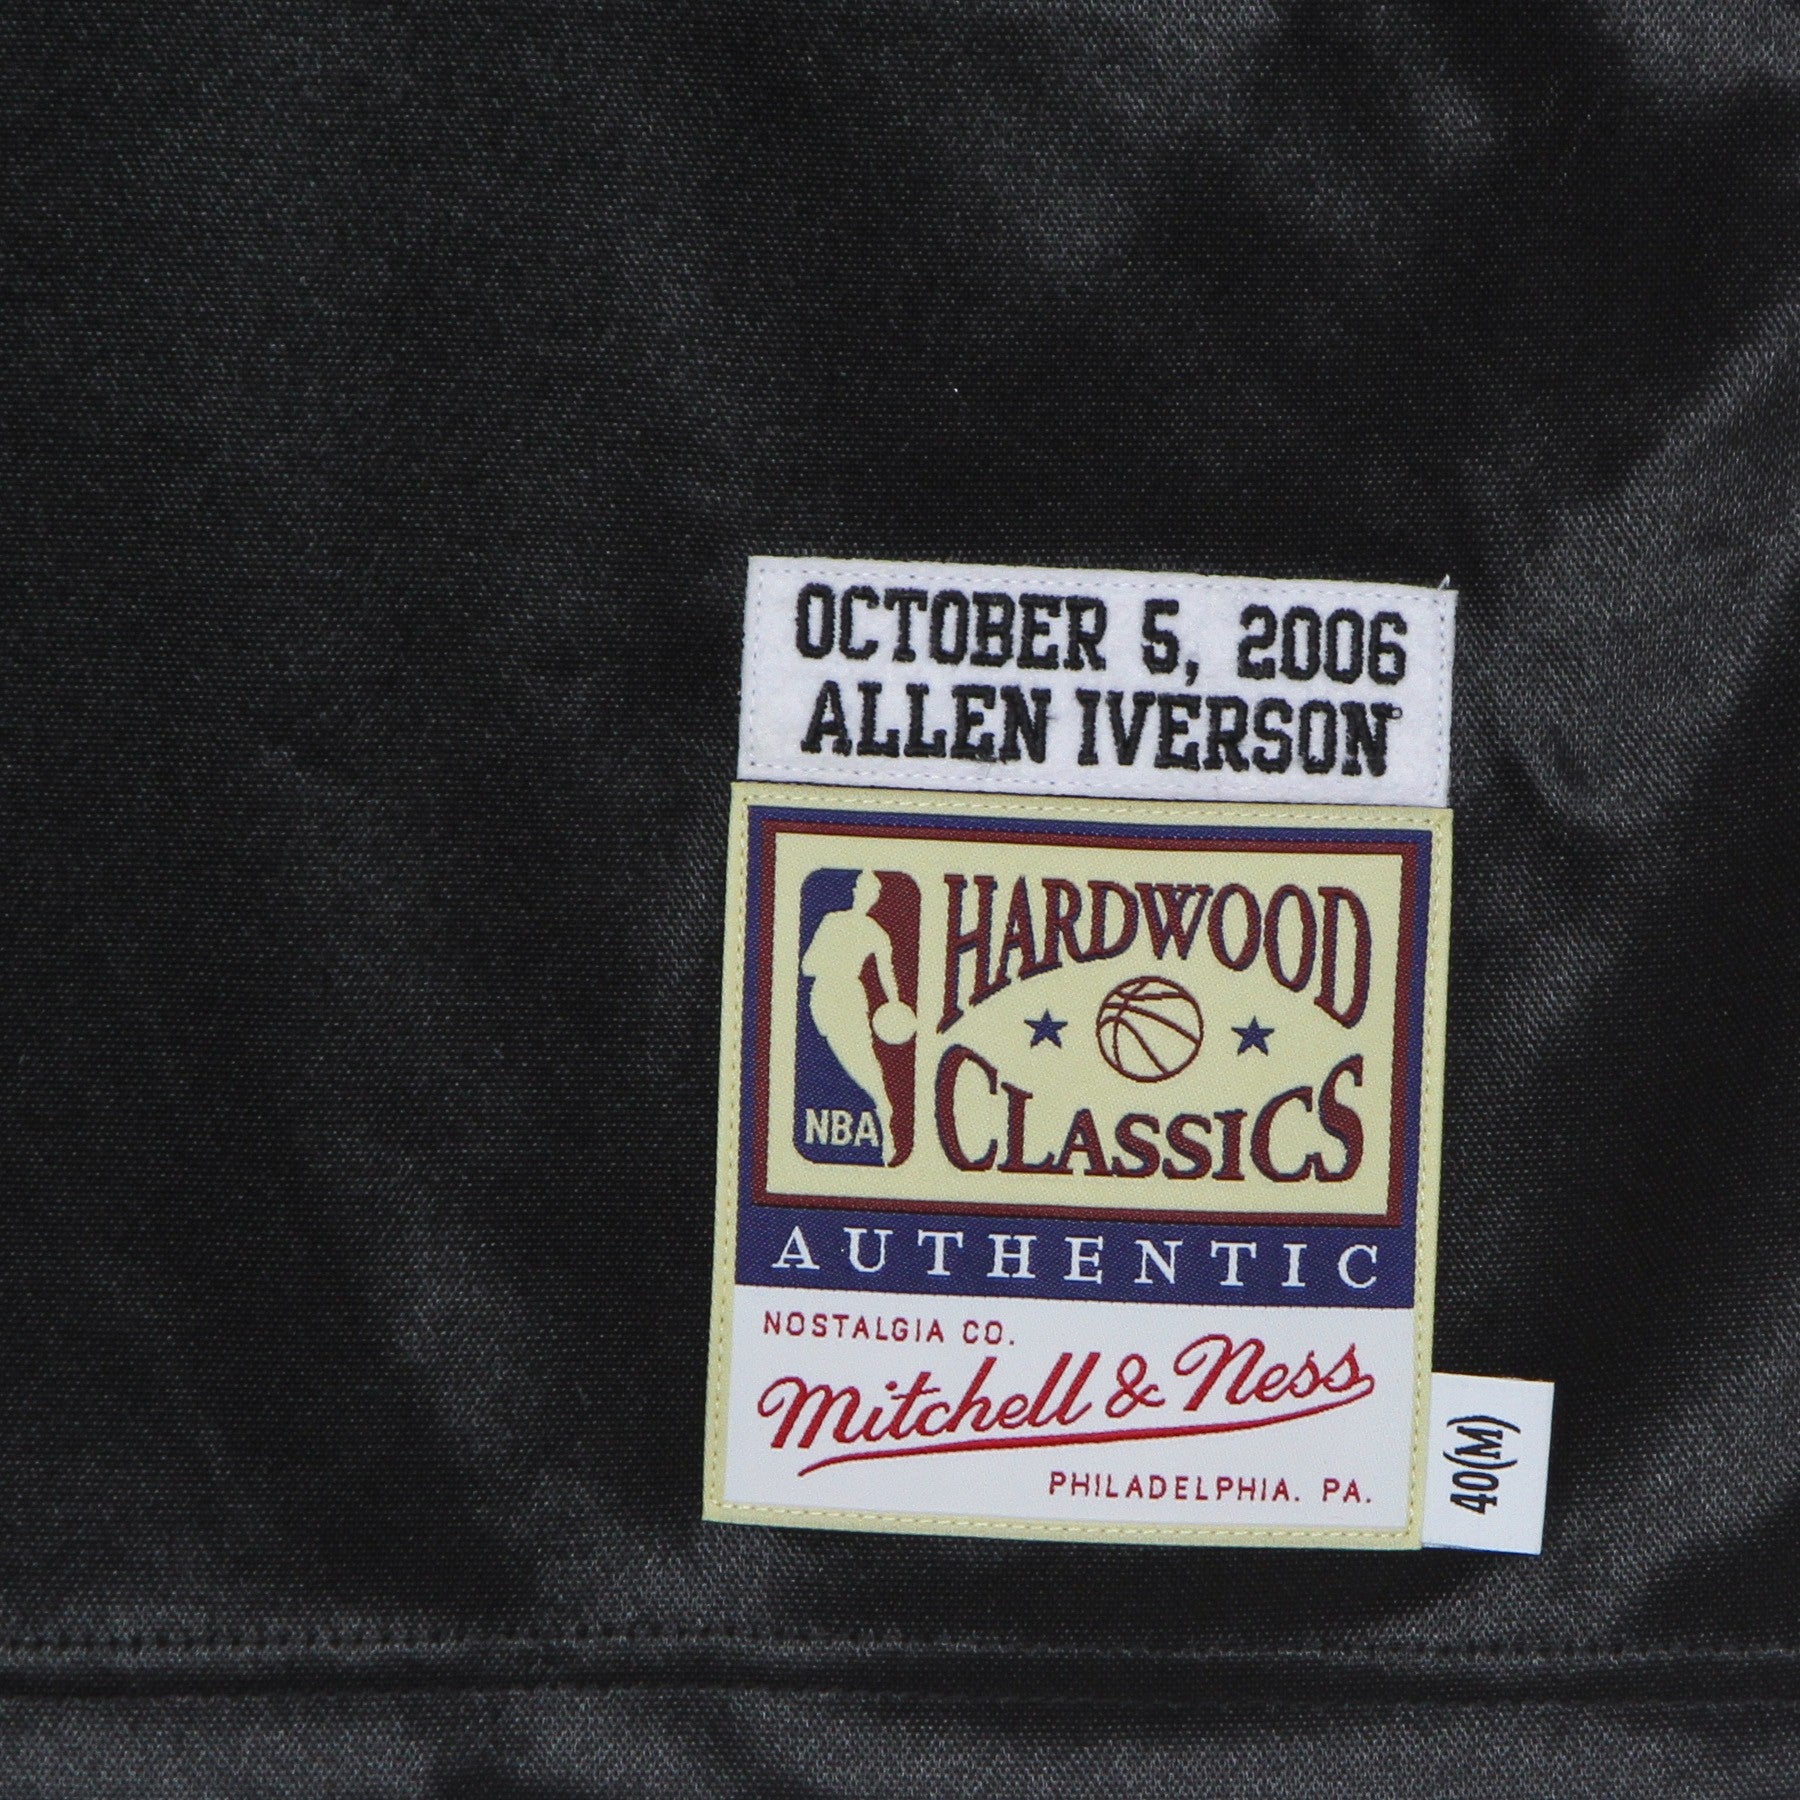 OCTOBER 5, 2006
ALLEN IVERSON
HARDWOOD
CLASSICS
NBA
AUTHENTIC
NOSTALGIA CO.
Mitchell & Ness
PHILADELPHIA. PA.
40(M)